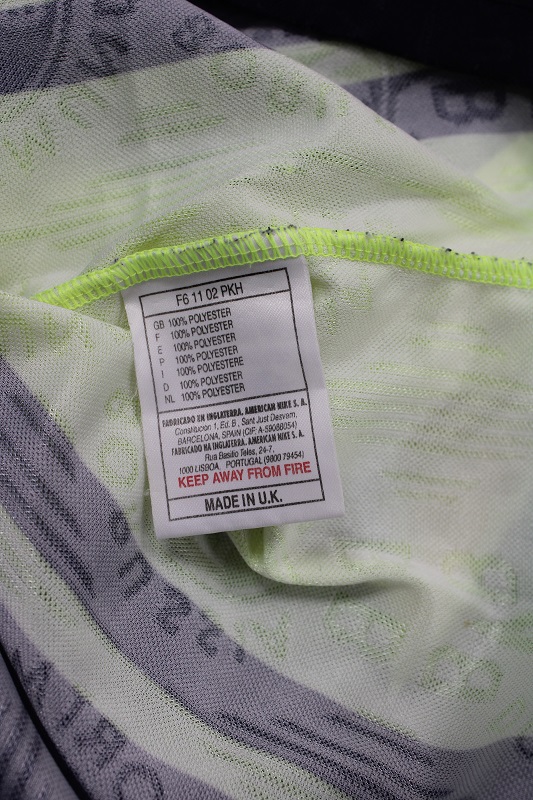 F6 11 02 PKH
GB 100% POLYESTER
F 100% POLYESTER
E 100% POLYESTER
P 100% POLYESTER
I 100% POLIESTERE
D 100% POLYESTER
NL 100% POLYESTER
FABRICADO EN INGLATERRA. AMERICAN NIKE S. A.
Constitucion 1, Ed. B , Sant Just Desvern,
BARCELONA, SPAIN (CIF; A-59088054)
FABRICADO NA INGLATERRA. AMERICAN NIKE S. A.
Rua Basilio Teles, 24-7,
1000 LISBOA, PORTUGAL (9800 79454)
KEEP AWAY FROM FIRE
MADE IN U.K.